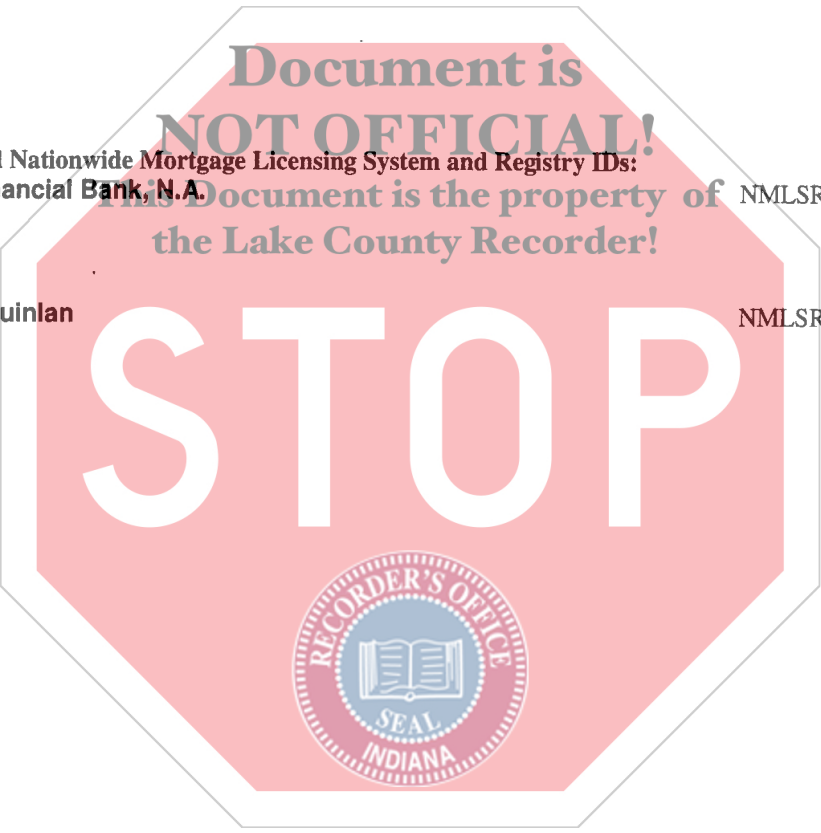 Document is
NOT OFFICIAL!
l Nationwide Mortgage Licensing System and Registry IDs:
ancial Bank, N.A.
This Document is the property of
NMLSR
the Lake County Recorder!
uinlan
NMLSR
STOP
RECORDER'S OFFICE
SEAL
INDIANA